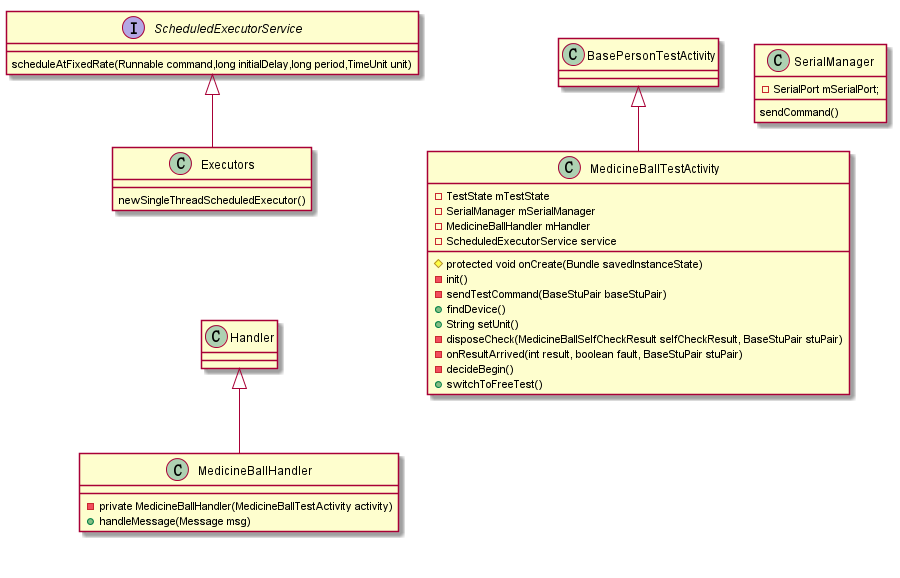 I ScheduledExecutorService
scheduleAtFixedRate(Runnable command,long initialDelay,long period,TimeUnit unit)
C BasePersonTestActivity
C SerialManager
SerialPort mSerialPort;
sendCommand()
C Executors
newSingleThreadScheduledExecutor()
C MedicineBallTestActivity
TestState mTestState
SerialManager mSerialManager
MedicineBallHandler mHandler
ScheduledExecutorService service
protected void onCreate(Bundle savedInstanceState)
init()
sendTestCommand(BaseStuPair baseStuPair)
findDevice()
String setUnit()
disposeCheck(MedicineBallSelfCheckResult selfCheckResult, BaseStuPair stuPair)
onResultArrived(int result, boolean fault, BaseStuPair stuPair)
decideBegin()
switchToFreeTest()
C Handler
C MedicineBallHandler
private MedicineBallHandler(MedicineBallTestActivity activity)
handleMessage(Message msg)